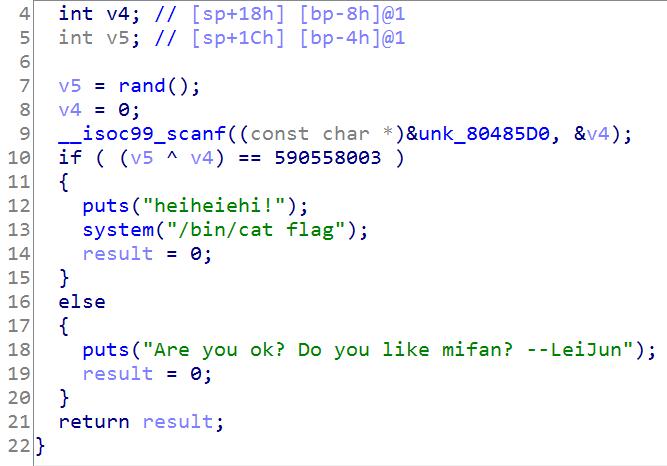 4 int v4; // [sp+18h] [bp-8h]@1
5 int v5; // [sp+1Ch] [bp-4h]@1
6
7 v5 = rand();
8 v4 = 0;
9 __isoc99_scanf((const char *)&unk_80485D0, &v4);
10 if ( (v5 ^ v4) == 590558003 )
11 {
12 puts("heiheiehi!");
13 system("/bin/cat flag");
14 result = 0;
15 }
16 else
17 {
18 puts("Are you ok? Do you like mifan? --LeiJun");
19 result = 0;
20 }
21 return result;
22 }